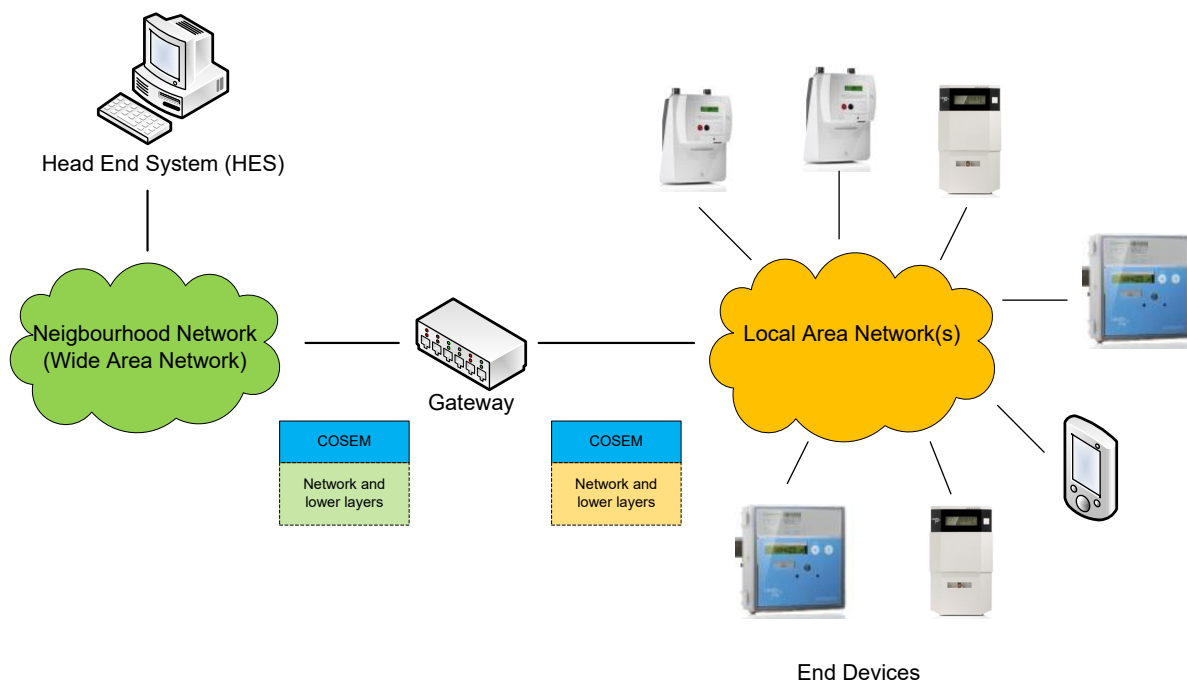 Head End System (HES)
Neigbourhood Network
(Wide Area Network)
Gateway
Local Area Network(s)
COSEM
Network and
lower layers
COSEM
Network and
lower layers
End Devices